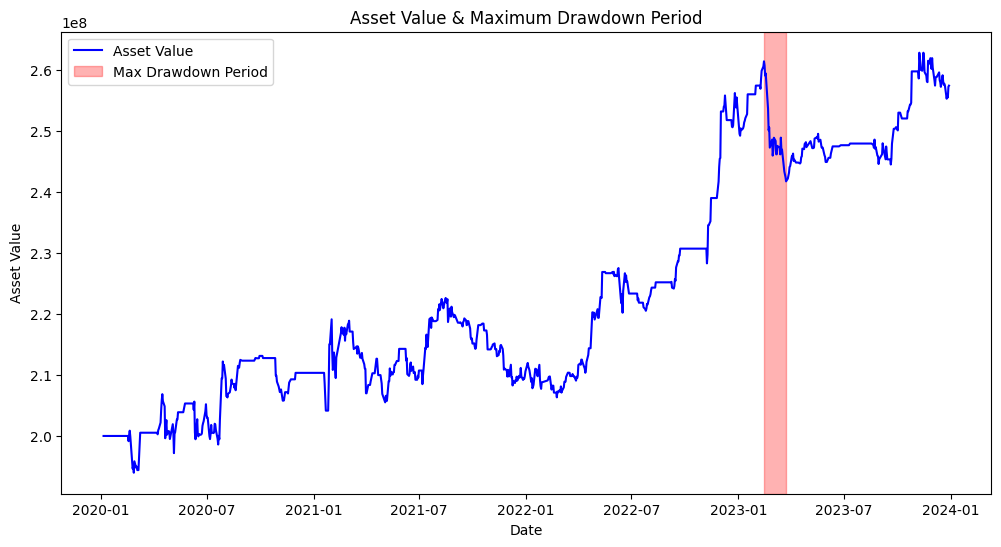 Asset Value & Maximum Drawdown Period
1e8
Asset Value
Max Drawdown Period
2.6
2.5
2.4
2.3
2.2
2.1
2.0
Asset Value
2020-01 2020-07 2021-01 2021-07 2022-01 2022-07 2023-01 2023-07 2024-01
Date